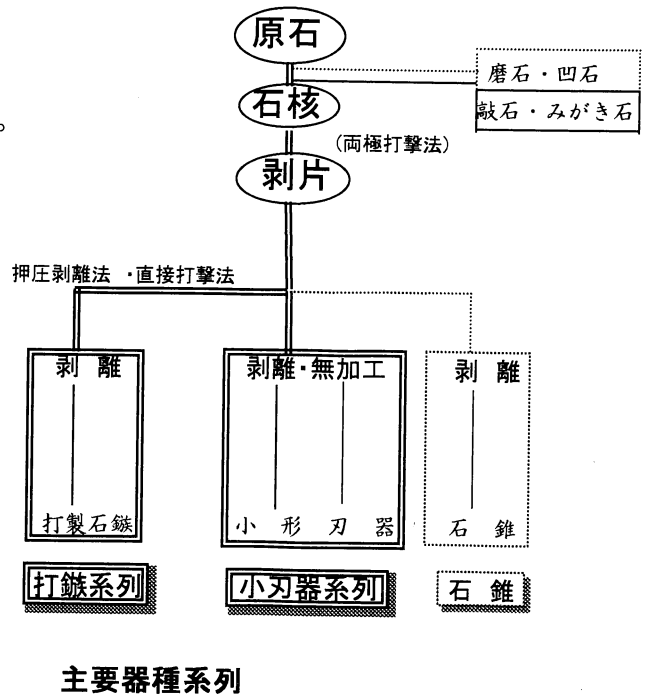 原石
磨石・凹石
石核
敲石・みがき石
。
(両極打撃法)
剥片
押圧剥離法 ・直接打撃法
剥離
剥離・無加工
剥離
打製石鏃
小形刃器
石錐
打鏃系列
小刃器系列
石錐
主要器種系列